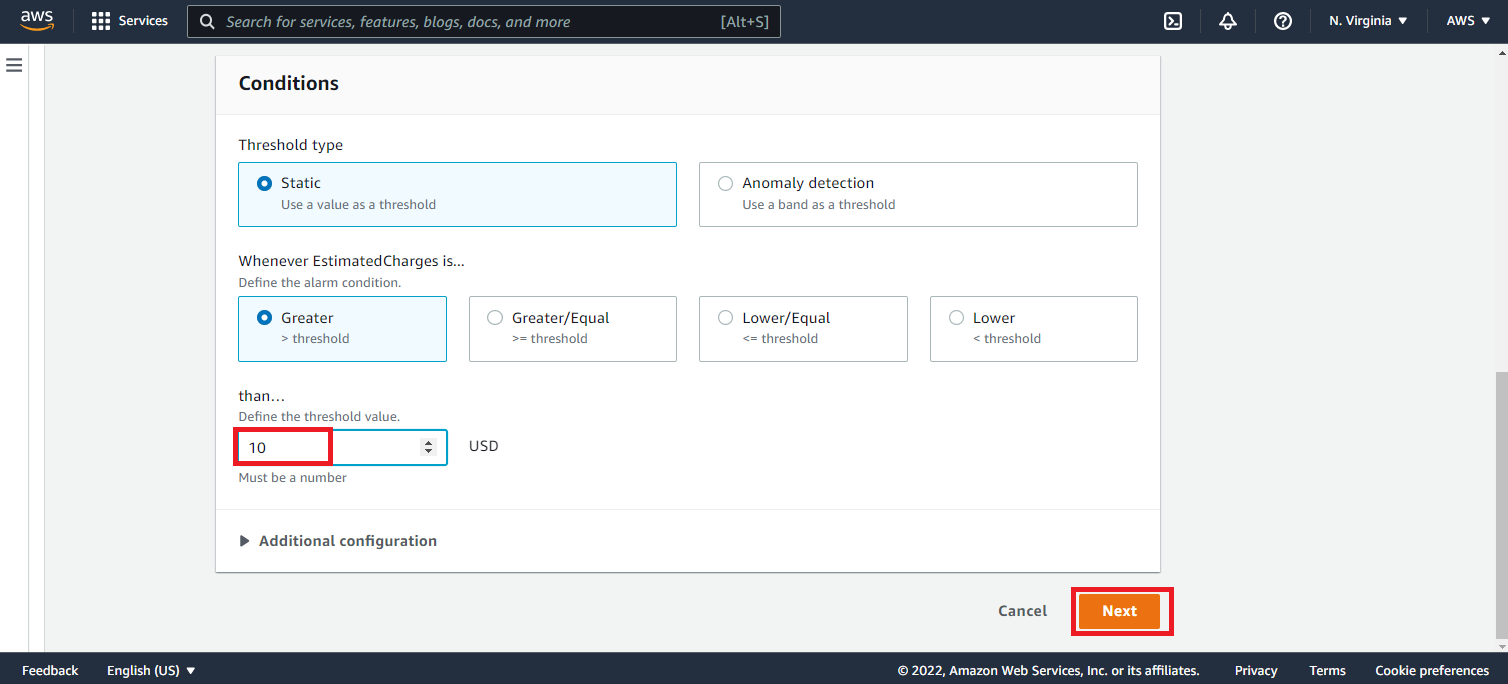 aws
Services
Search for services, features, blogs, docs, and more [Alt+S]
N. Virginia
AWS
Conditions
Threshold type
Static
Use a value as a threshold
Anomaly detection
Use a band as a threshold
Whenever EstimatedCharges is...
Define the alarm condition.
Greater
> threshold
Greater/Equal
>= threshold
Lower/Equal
<= threshold
Lower
< threshold
than...
Define the threshold value.
10
USD
Must be a number
Additional configuration
Cancel
Next
Feedback
English (US)
© 2022, Amazon Web Services, Inc. or its affiliates.
Privacy
Terms
Cookie preferences